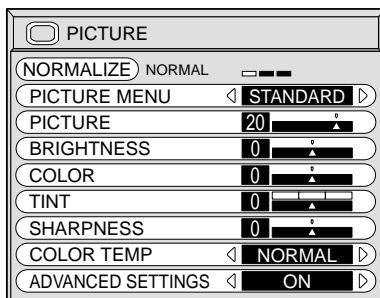 PICTURE
NORMALIZE NORMAL
PICTURE MENU STANDARD
PICTURE 20
BRIGHTNESS 0
COLOR 0
TINT 0
SHARPNESS 0
COLOR TEMP NORMAL
ADVANCED SETTINGS ON